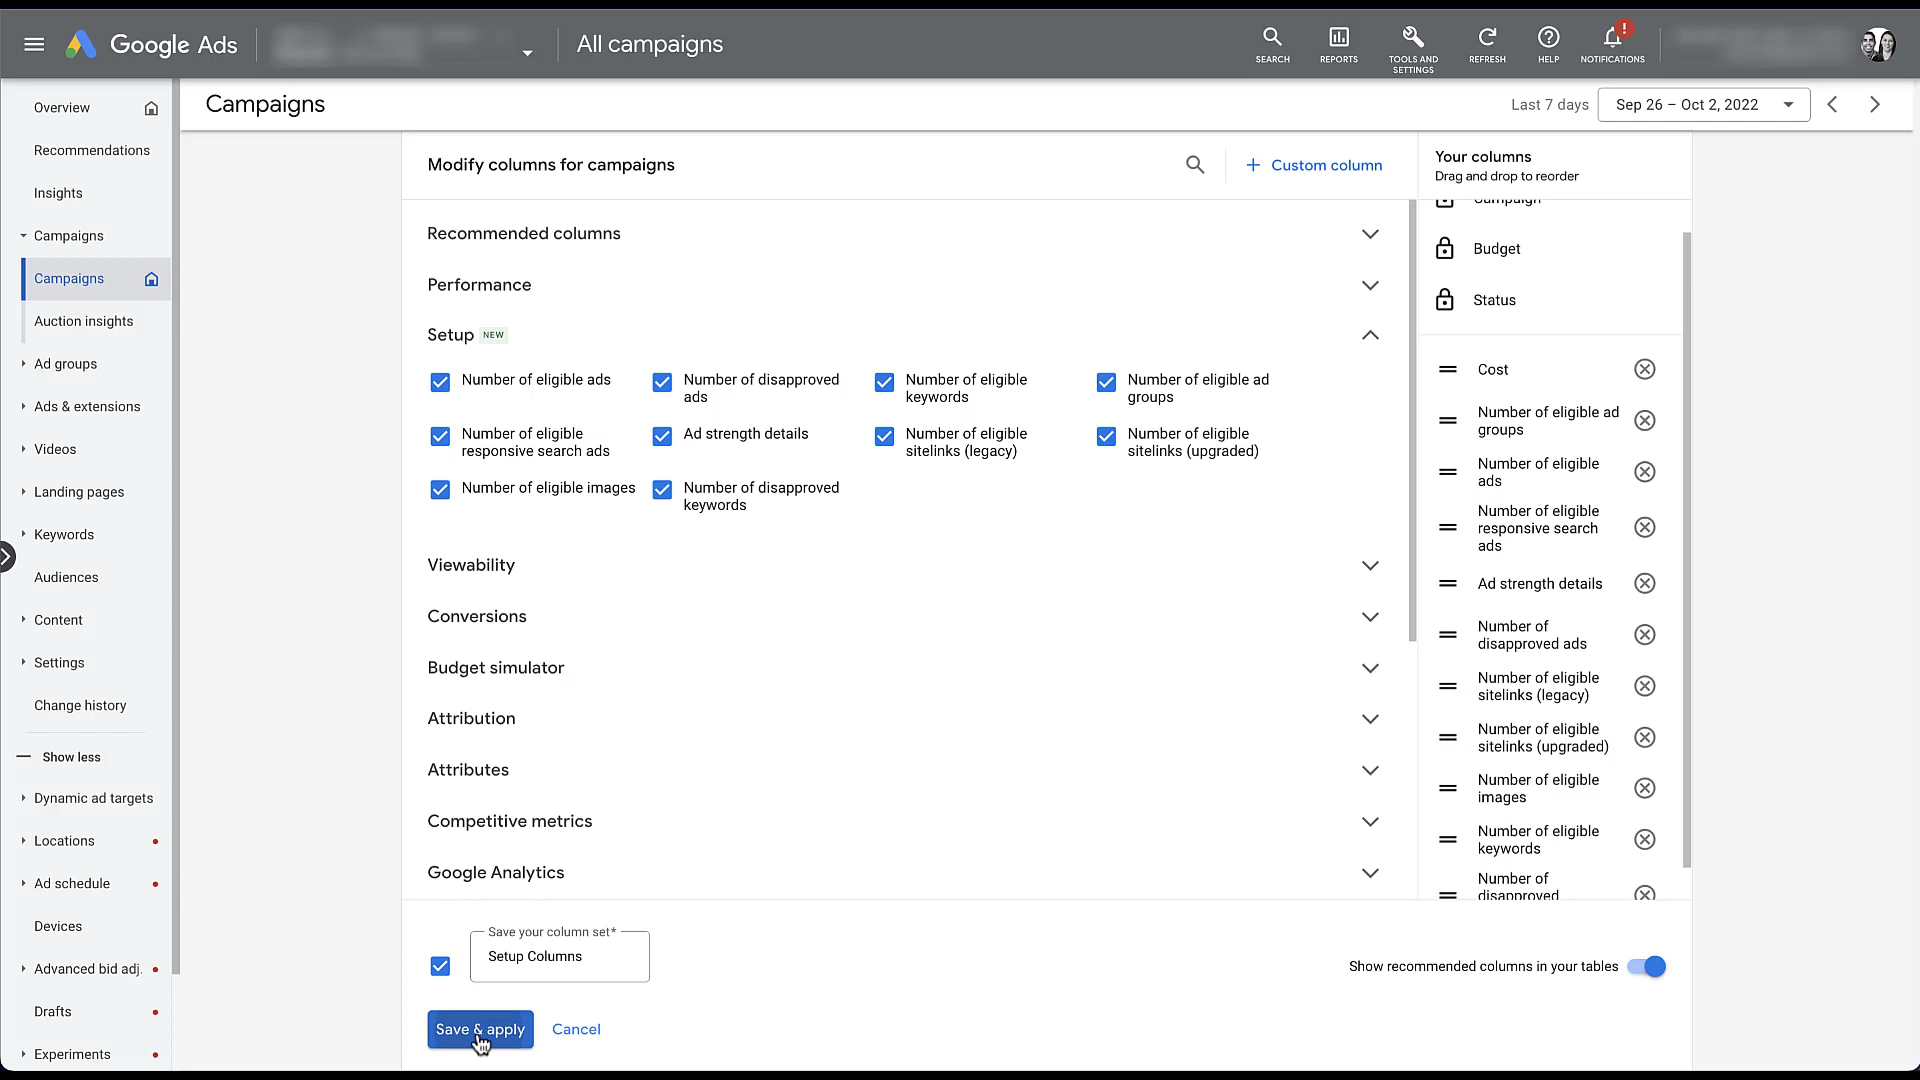 Google Ads
All campaigns
SEARCH
REPORTS
TOOLS AND
SETTINGS
REFRESH
HELP
!
NOTIFICATIONS
Overview
Recommendations
Insights
Campaigns
Campaigns
Auction insights
Ad groups
Ads & extensions
Videos
Landing pages
Keywords
Audiences
Content
Settings
Change history
Show less
Dynamic ad targets
Locations
Ad schedule
Devices
Advanced bid adj.
Drafts
Experiments
Campaigns
Last 7 days
Sep 26 – Oct 2, 2022
Modify columns for campaigns
+ Custom column
Recommended columns
Performance
Setup NEW
Number of eligible ads
Number of disapproved
ads
Number of eligible
keywords
Number of eligible ad
groups
Number of eligible
responsive search ads
Ad strength details
Number of eligible
sitelinks (legacy)
Number of eligible
sitelinks (upgraded)
Number of eligible images
Number of disapproved
keywords
Viewability
Conversions
Budget simulator
Attribution
Attributes
Competitive metrics
Google Analytics
Your columns
Drag and drop to reorder
Campaign
Budget
Status
Cost
Number of eligible ad
groups
Number of eligible
ads
Number of eligible
responsive search
ads
Ad strength details
Number of
disapproved ads
Number of eligible
sitelinks (legacy)
Number of eligible
sitelinks (upgraded)
Number of eligible
images
Number of eligible
keywords
Number of
disapproved
Save your column set*
Setup Columns
Show recommended columns in your tables
Save & apply
Cancel